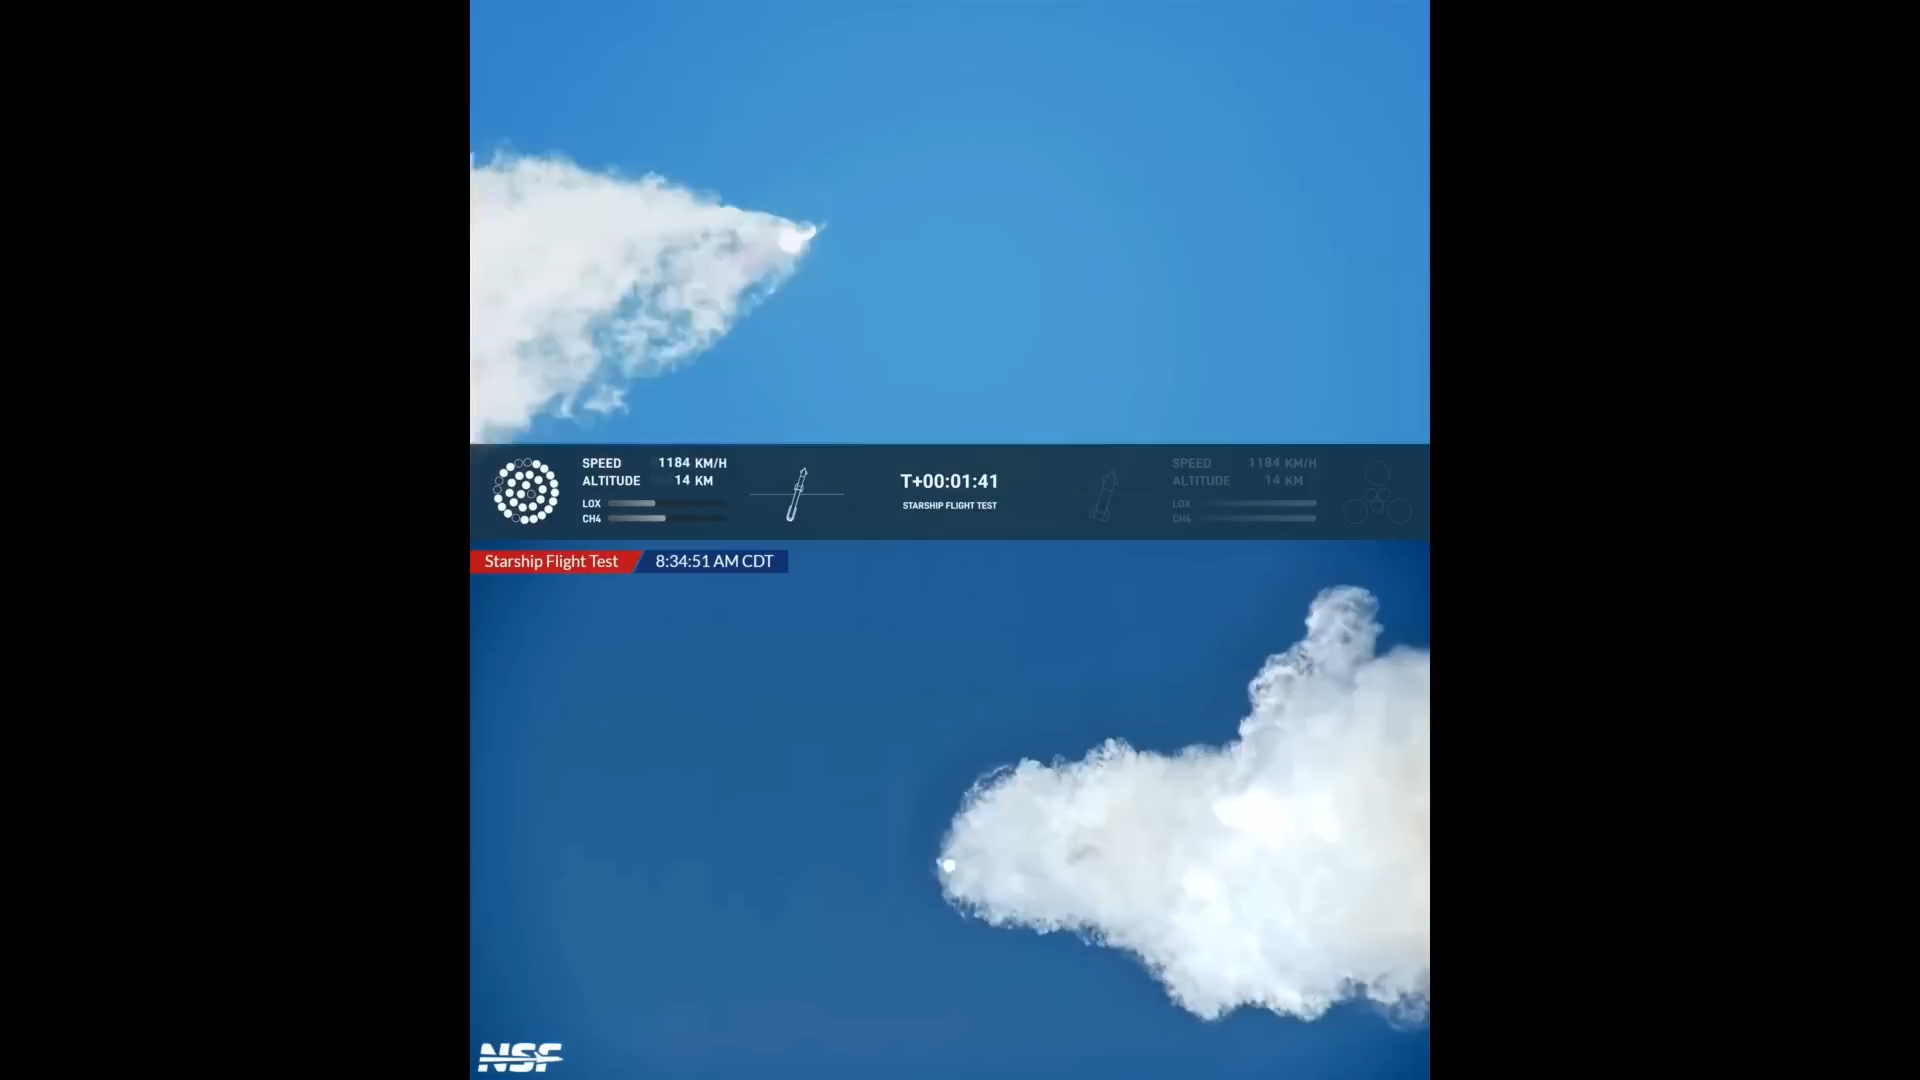 SPEED 1184 KM/H
ALTITUDE 14 KM
LOX
CH4
T+00:01:41
STARSHIP FLIGHT TEST
SPEED 1184 KM/H
ALTITUDE 14 KM
LOX
CH4
Starship Flight Test 8:34:51 AM CDT
NSF